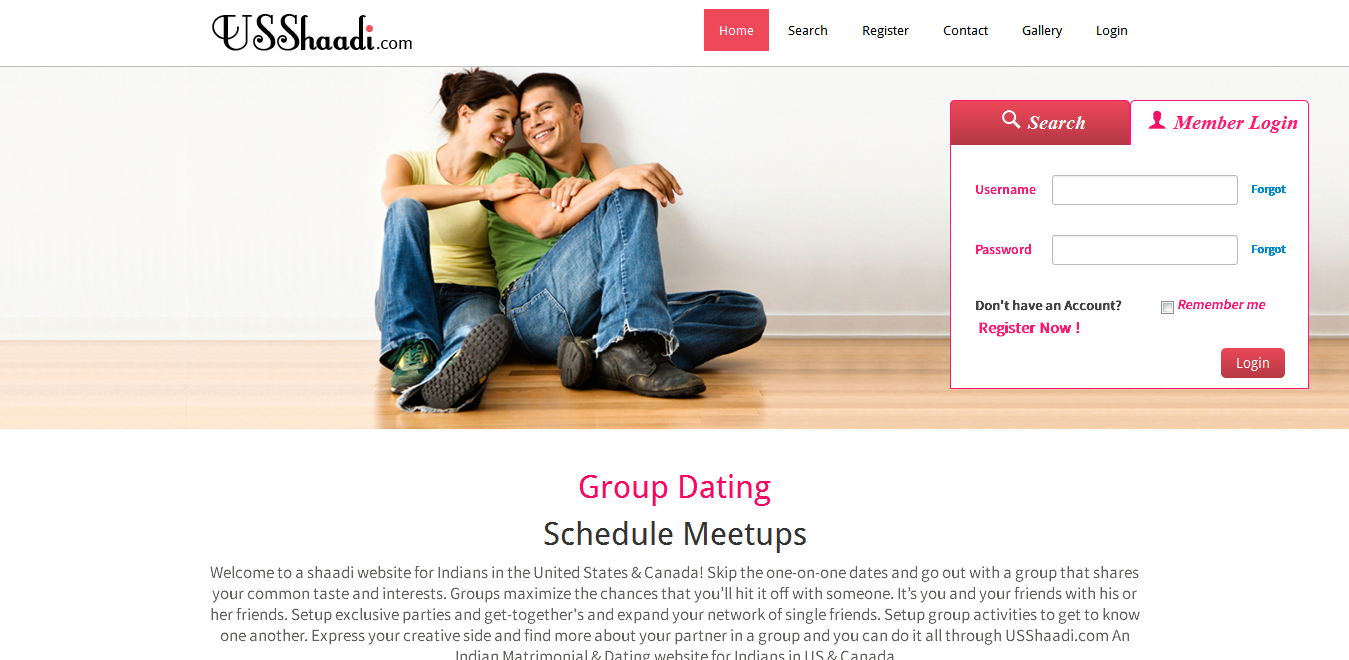 USShaadi.com
Home Search Register Contact Gallery Login
Search Member Login
Username Forgot
Password Forgot
Don't have an Account? Remember me
Register Now !
Login
Group Dating
Schedule Meetups
Welcome to a shaadi website for Indians in the United States & Canada! Skip the one-on-one dates and go out with a group that shares
your common taste and interests. Groups maximize the chances that you’ll hit it off with someone. It’s you and your friends with his or
her friends. Setup exclusive parties and get-together's and expand your network of single friends. Setup group activities to get to know
one another. Express your creative side and find more about your partner in a group and you can do it all through USShaadi.com An
Indian Matrimonial & Dating website for Indians in US & Canada